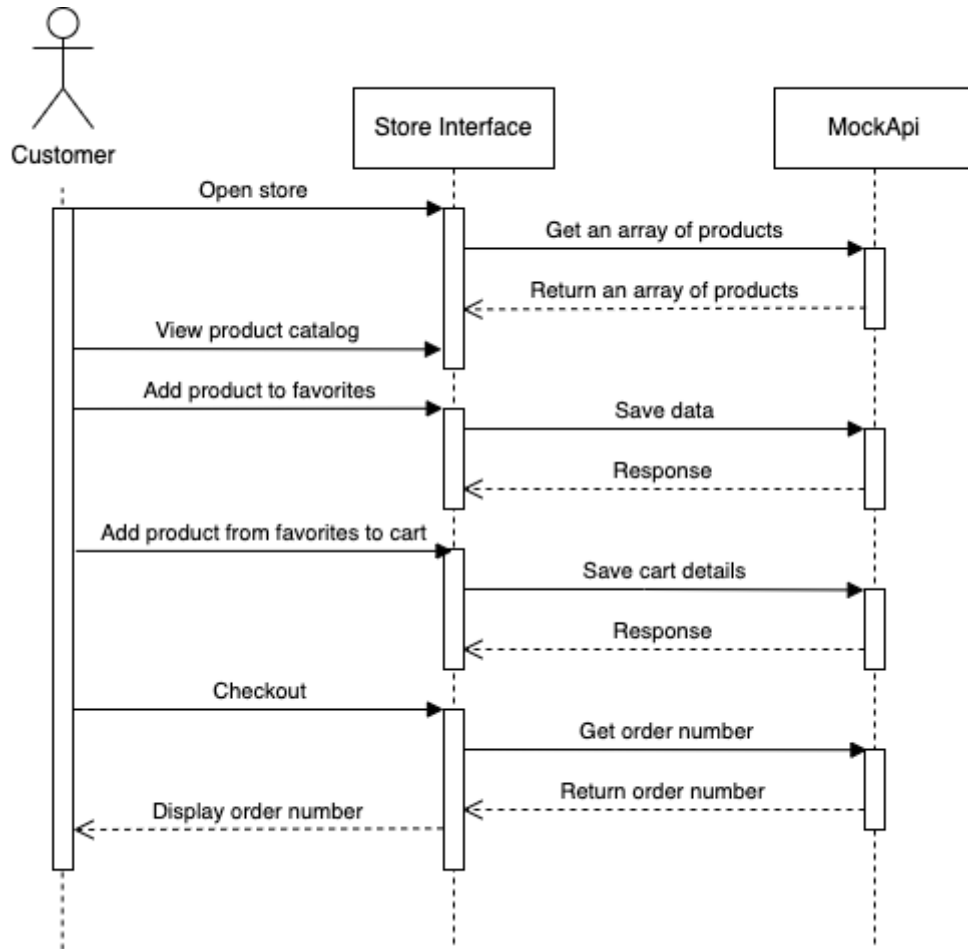 Customer
Store Interface
MockApi
Open store
Get an array of products
Return an array of products
View product catalog
Add product to favorites
Save data
Response
Add product from favorites to cart
Save cart details
Response
Checkout
Get order number
Return order number
Display order number